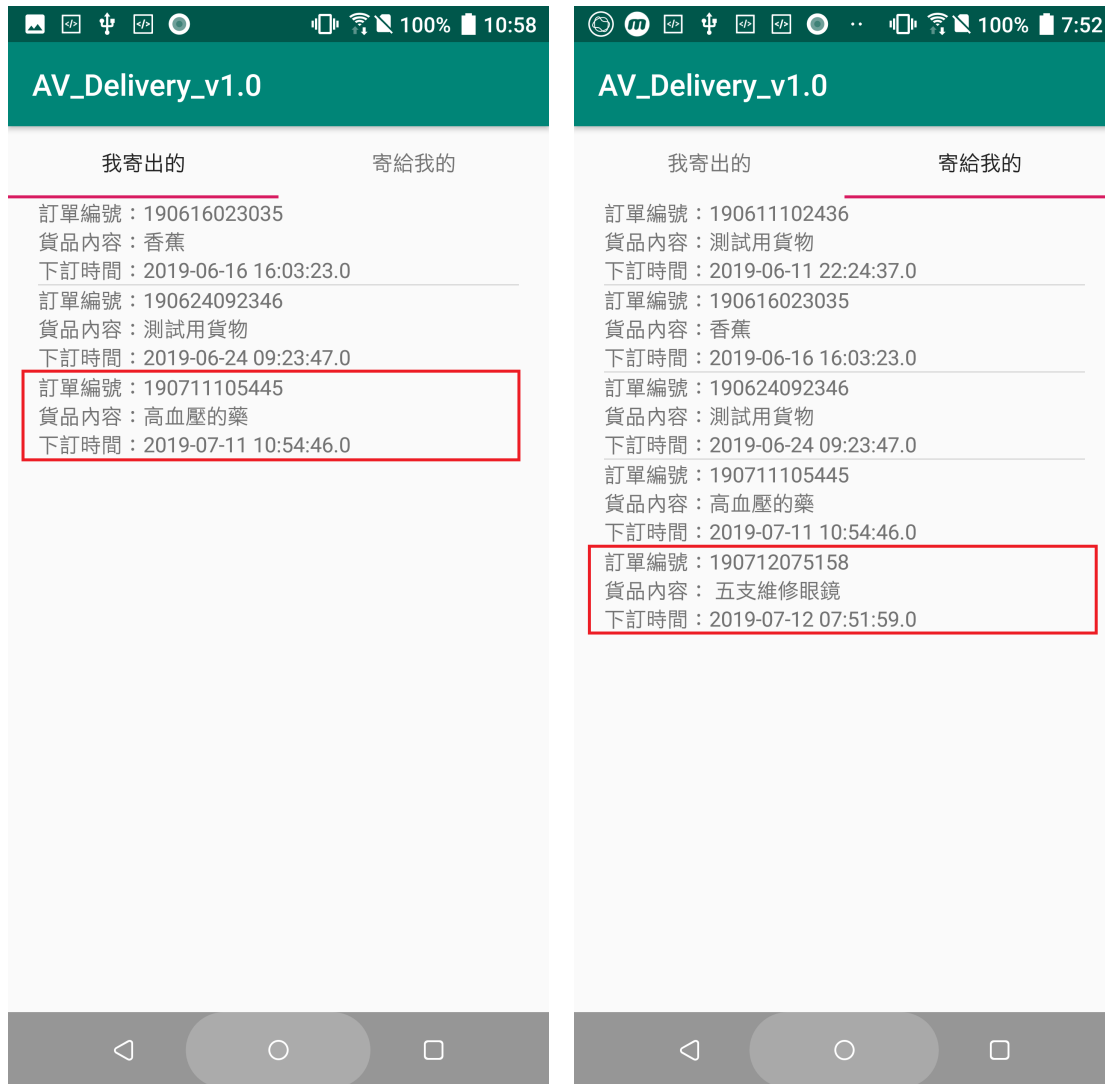 100% 10:58
AV_Delivery_v1.0
我寄出的 寄給我的
訂單編號：190616023035
貨品內容：香蕉
下訂時間：2019-06-16 16:03:23.0
訂單編號：190624092346
貨品內容：測試用貨物
下訂時間：2019-06-24 09:23:47.0
訂單編號：190711105445
貨品內容：高血壓的藥
下訂時間：2019-07-11 10:54:46.0
100% 7:52
AV_Delivery_v1.0
我寄出的 寄給我的
訂單編號：190611102436
貨品內容：測試用貨物
下訂時間：2019-06-11 22:24:37.0
訂單編號：190616023035
貨品內容：香蕉
下訂時間：2019-06-16 16:03:23.0
訂單編號：190624092346
貨品內容：測試用貨物
下訂時間：2019-06-24 09:23:47.0
訂單編號：190711105445
貨品內容：高血壓的藥
下訂時間：2019-07-11 10:54:46.0
訂單編號：190712075158
貨品內容： 五支維修眼鏡
下訂時間：2019-07-12 07:51:59.0